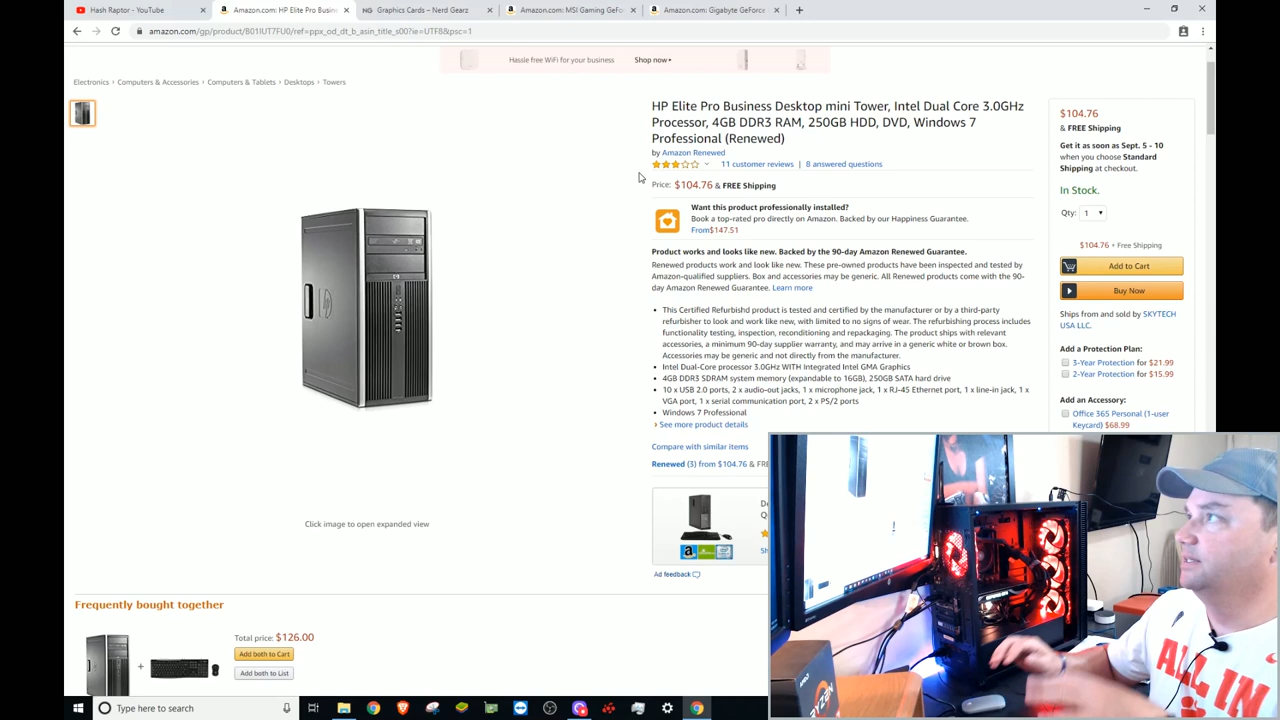 Hash Raptor - YouTube
Amazon.com: HP Elite Pro Busin
Graphics Cards – Nerd Gearz
Amazon.com: MSI Gaming GeFo
Amazon.com: Gigabyte GeForce
amazon.com/gp/product/B01IUT7FU0/ref=ppx_od_dt_b_asin_title_s00?ie=UTF8&psc=1
Hassle free WiFi for your business Shop now
Electronics › Computers & Accessories › Computers & Tablets › Desktops › Towers
HP Elite Pro Business Desktop mini Tower, Intel Dual Core 3.0GHz
Processor, 4GB DDR3 RAM, 250GB HDD, DVD, Windows 7
Professional (Renewed)
by Amazon Renewed
11 customer reviews | 8 answered questions
Price: $104.76 & FREE Shipping
Want this product professionally installed?
Book a top-rated pro directly on Amazon. Backed by our Happiness Guarantee.
From $147.51
Product works and looks like new. Backed by the 90-day Amazon Renewed Guarantee.
Renewed products work and look like new. These pre-owned products have been inspected and tested by
Amazon-qualified suppliers. Box and accessories may be generic. All Renewed products come with the 90-
day Amazon Renewed Guarantee. Learn more
• This Certified Refurbishd product is tested and certified by the manufacturer or by a third-party
refurbisher to look and work like new, with limited to no signs of wear. The refurbishing process includes
functionality testing, inspection, reconditioning and repackaging. The product ships with relevant
accessories, a minimum 90-day supplier warranty, and may arrive in a generic white or brown box.
Accessories may be generic and not directly from the manufacturer.
• Intel Dual-Core processor 3.0GHz WITH Integrated Intel GMA Graphics
• 4GB DDR3 SDRAM system memory (expandable to 16GB), 250GB SATA hard drive
• 10 x USB 2.0 ports, 2 x audio-out jacks, 1 x microphone jack, 1 x RJ-45 Ethernet port, 1 x line-in jack, 1 x
VGA port, 1 x serial communication port, 2 x PS/2 ports
• Windows 7 Professional
› See more product details
Compare with similar items
Renewed (3) from $104.76 & FRE
Ad feedback
Click image to open expanded view
$104.76
& FREE Shipping
Get it as soon as Sept. 5 - 10
when you choose Standard
Shipping at checkout.
In Stock.
Qty: 1
$104.76 + Free Shipping
Add to Cart
Buy Now
Ships from and sold by SKYTECH
USA LLC.
Add a Protection Plan:
3-Year Protection for $21.99
2-Year Protection for $15.99
Add an Accessory:
Office 365 Personal (1-user
Keycard) $68.99
Frequently bought together
Total price: $126.00
Add both to Cart
Add both to List
+
Type here to search
RYZEN
ALL IN